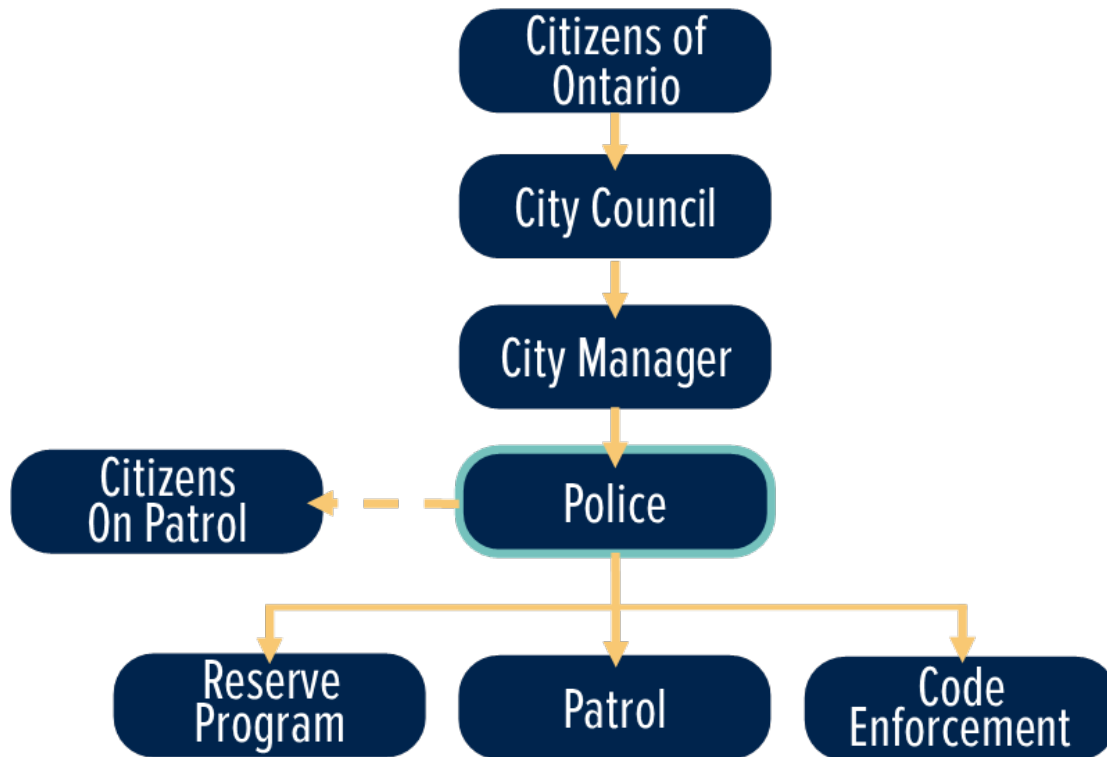 Citizens of
Ontario
City Council
City Manager
Citizens
On Patrol
Police
Reserve
Program
Patrol
Code
Enforcement